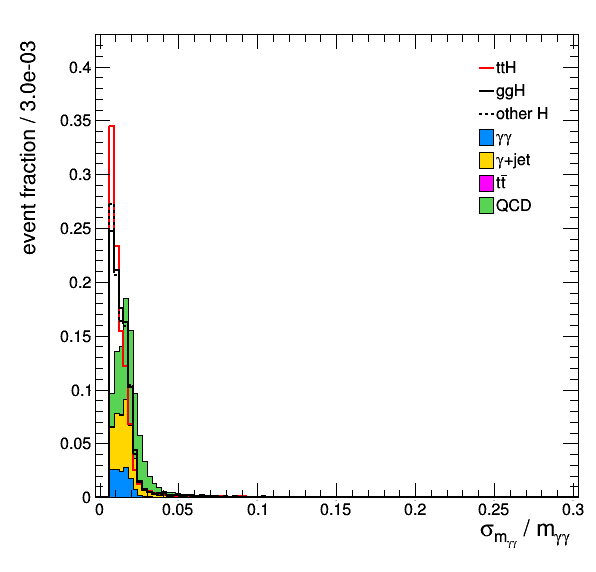 event fraction / 3.0e-03
0.4
0.35
0.3
0.25
0.2
0.15
0.1
0.05
0
ttH
ggH
other H
γγ
γ+jet
tt̄
QCD
0 0.05 0.1 0.15 0.2 0.25 0.3
σ_mγγ / mγγ